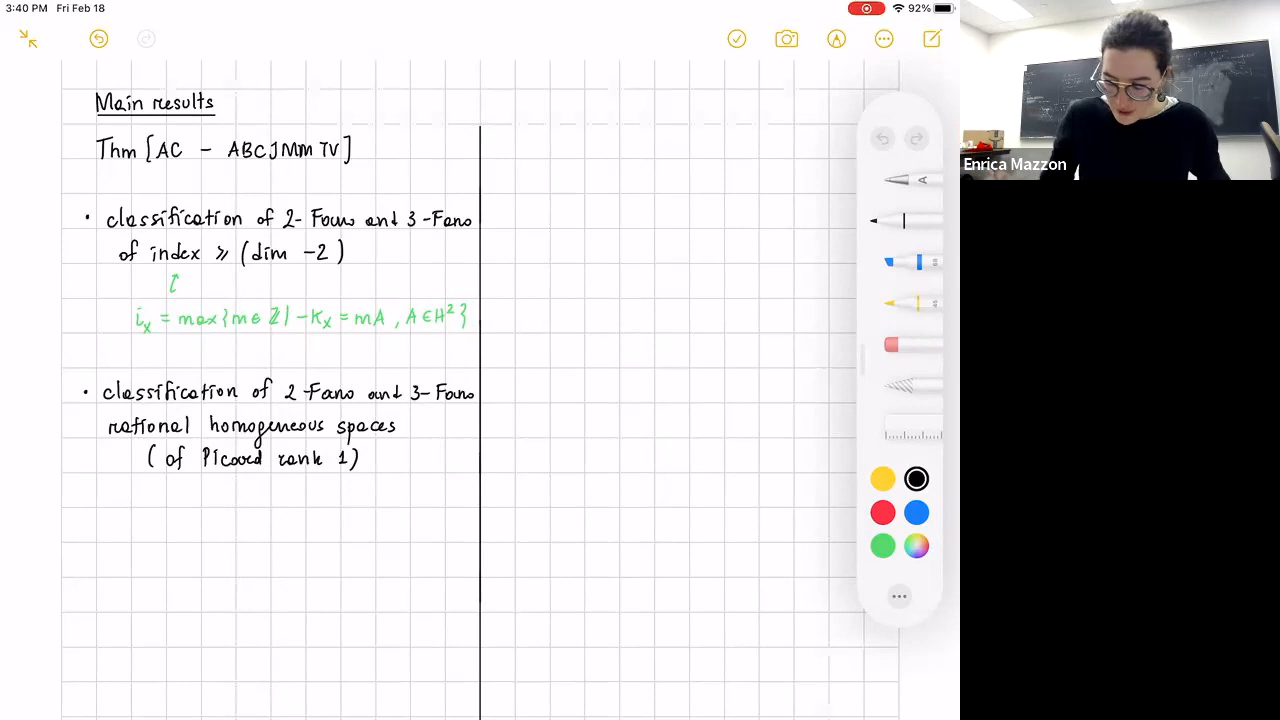 3:40 PM Fri Feb 18
92%
Main results
Thm [AC - ABCJMMTV]
• classification of 2-Fano and 3-Fano
of index ⩾ (dim -2)
i_X = max{m ∈ ℤ | -K_X = mA, A ∈ H²}
• classification of 2-Fano and 3-Fano
rational homogeneous spaces
(of Picard rank 1)
Enrica Mazzon